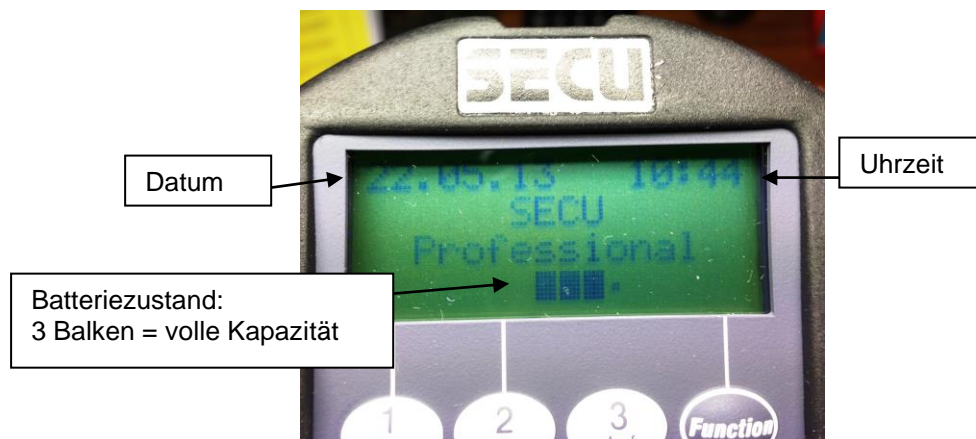 SECU
Datum
Uhrzeit
22.05.13 10:44
SECU
Professional
Batteriezustand:
3 Balken = volle Kapazität
1
2
3
Function